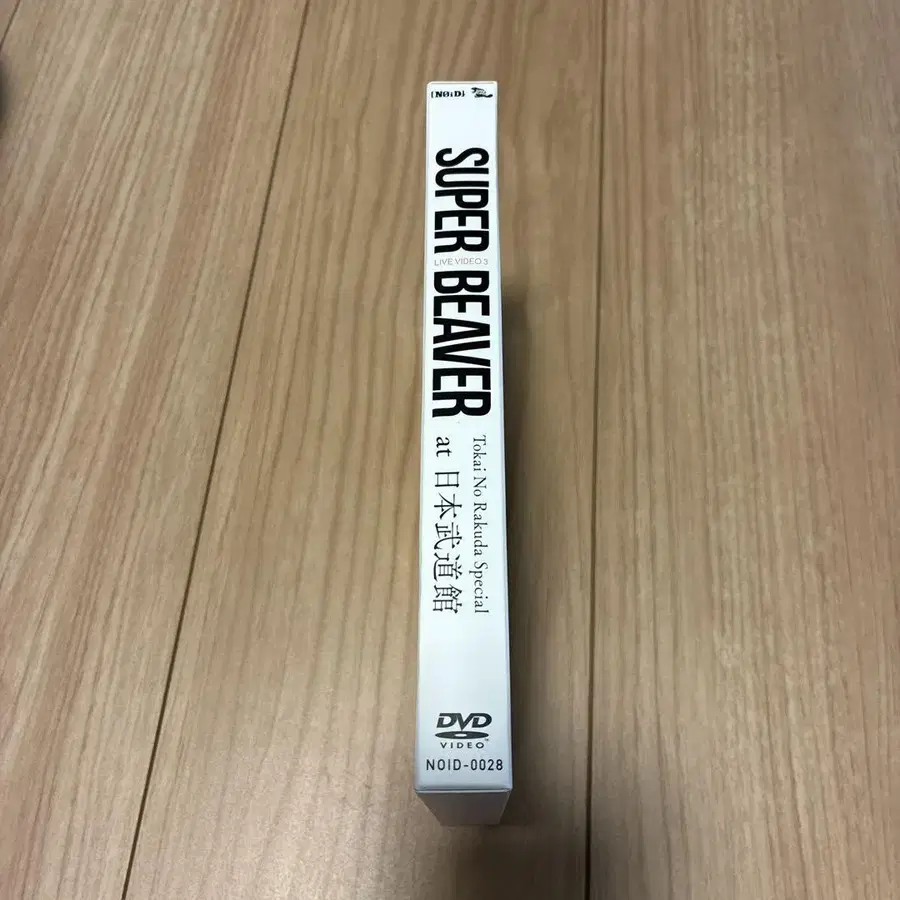 [NOiD]
SUPER BEAVER
LIVE VIDEO 3
Tokai No Rakuda Special
at 日本武道館
DVD
VIDEO
NOID-0028